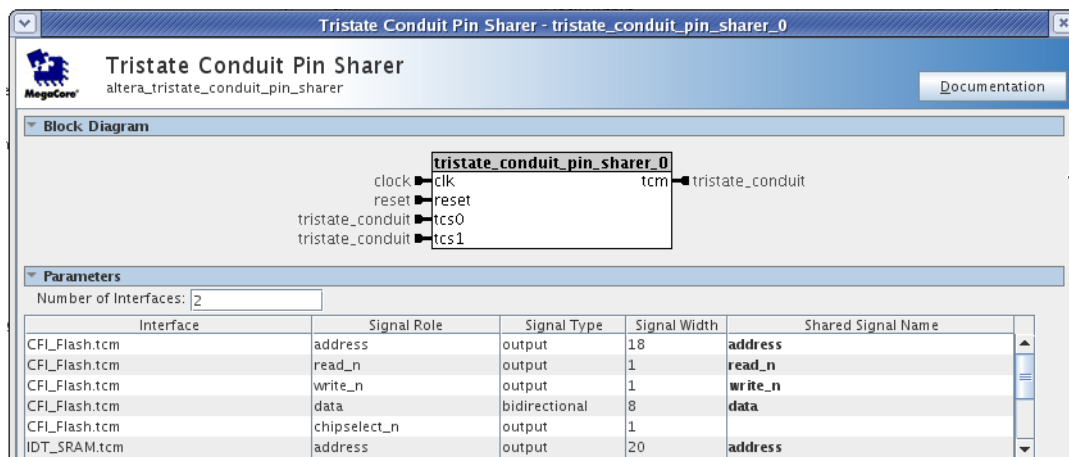 Tristate Conduit Pin Sharer - tristate_conduit_pin_sharer_0
Tristate Conduit Pin Sharer
altera_tristate_conduit_pin_sharer
MegaCore®
Documentation
Block Diagram
tristate_conduit_pin_sharer_0
clock clk tcm tristate_conduit
reset reset
tristate_conduit tcs0
tristate_conduit tcs1
Parameters
Number of Interfaces: 2
Interface Signal Role Signal Type Signal Width Shared Signal Name
CFI_Flash.tcm address output 18 address
CFI_Flash.tcm read_n output 1 read_n
CFI_Flash.tcm write_n output 1 write_n
CFI_Flash.tcm data bidirectional 8 data
CFI_Flash.tcm chipselect_n output 1
IDT_SRAM.tcm address output 20 address